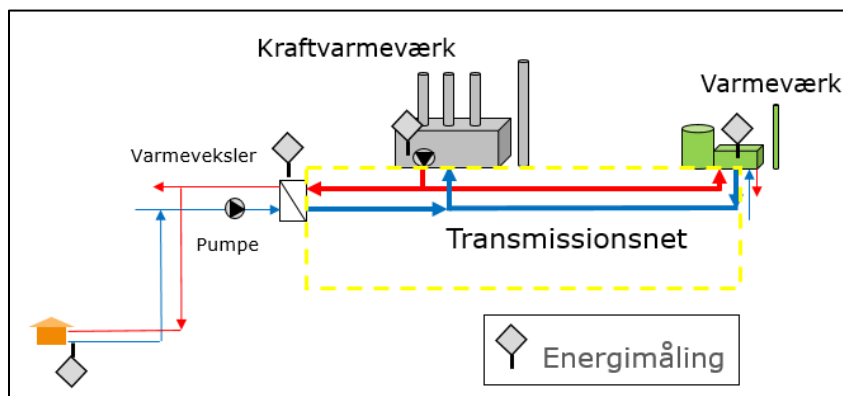 Kraftvarmeværk
Varmeværk
Varmeveksler
Transmissionsnet
Pumpe
Energimåling